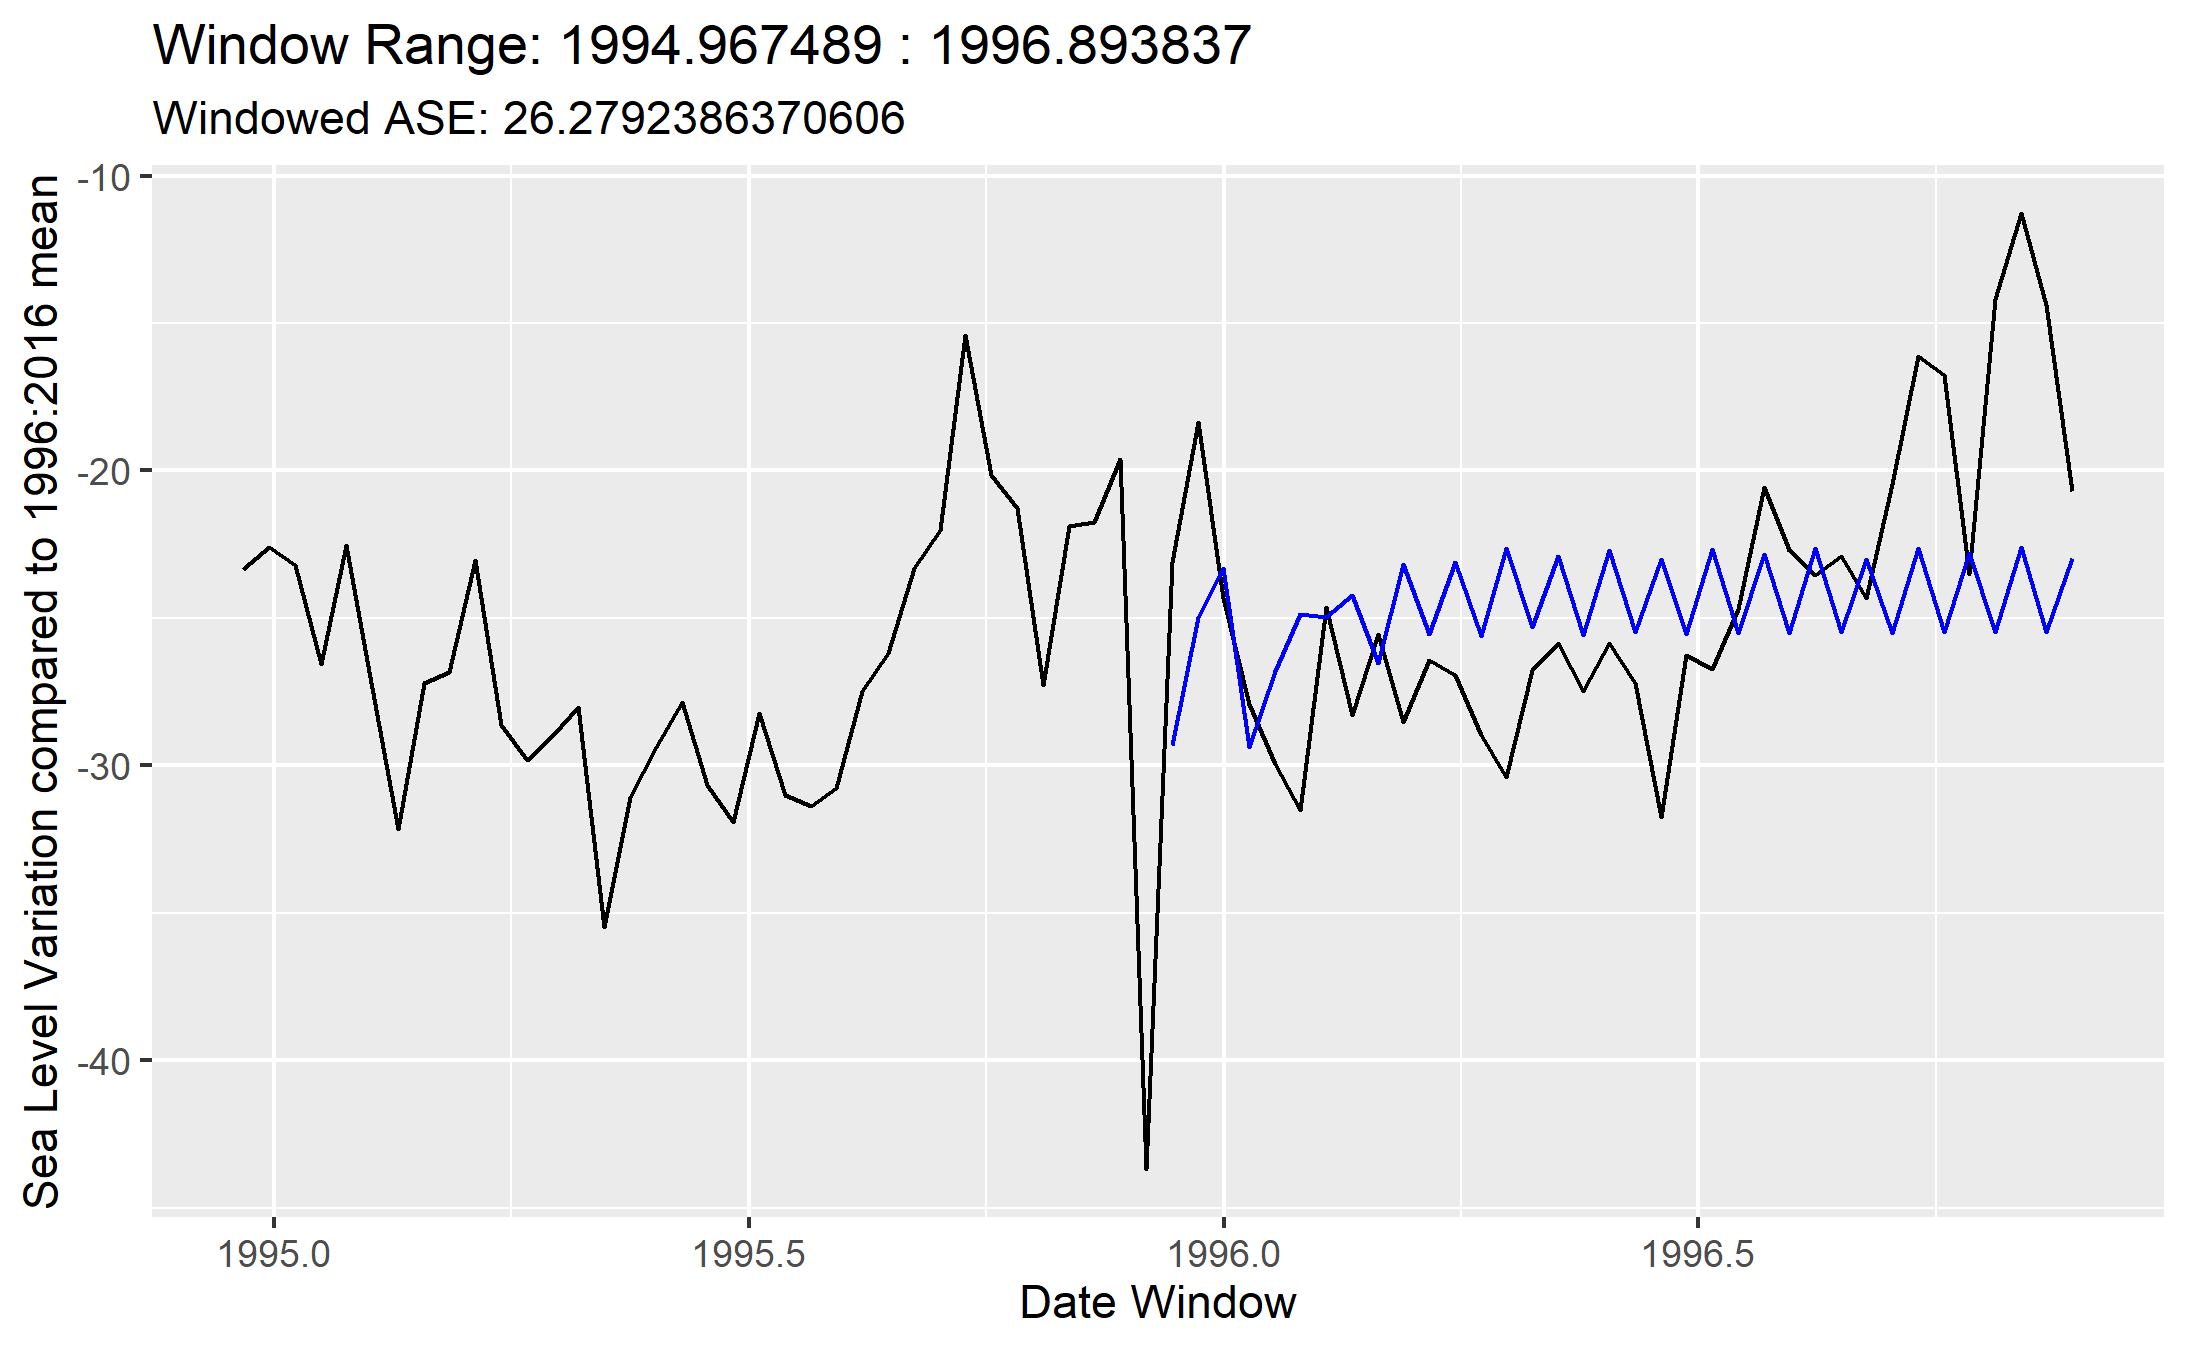 Window Range: 1994.967489 : 1996.893837
Windowed ASE: 26.2792386370606
Sea Level Variation compared to 1996:2016 mean
-10
-20
-30
-40
1995.0
1995.5
1996.0
1996.5
Date Window